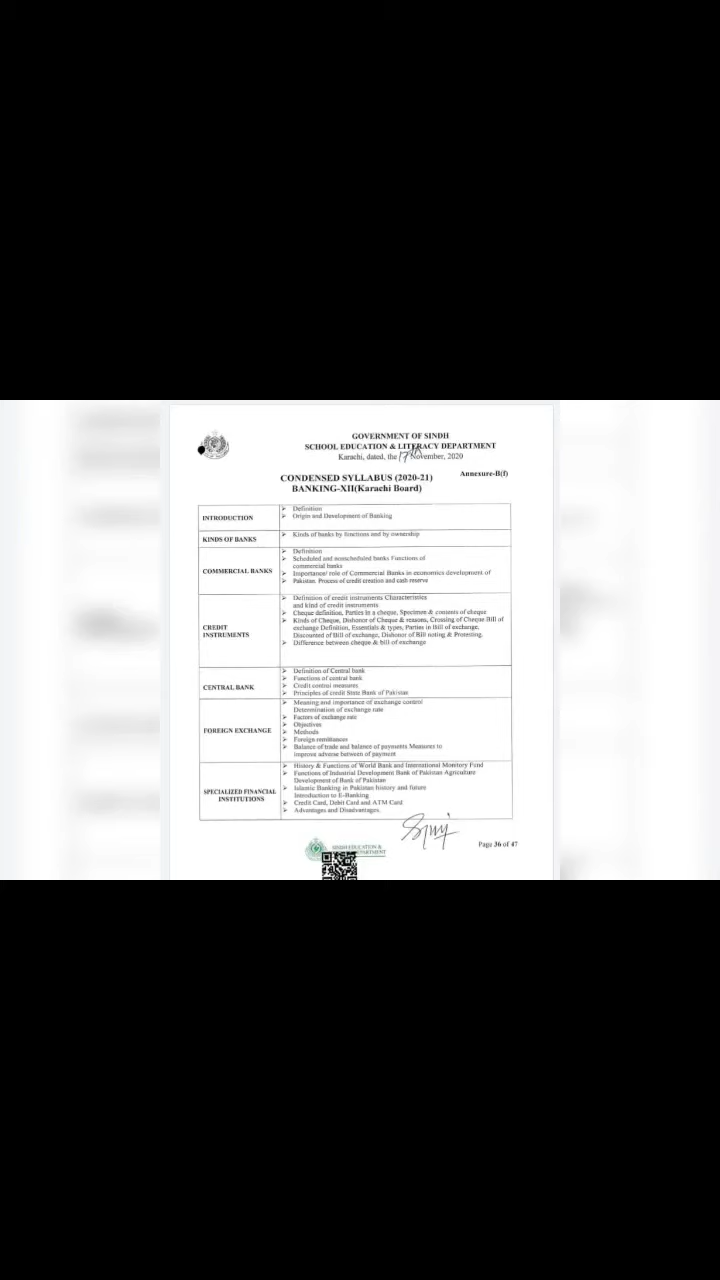 GOVERNMENT OF SINDH
SCHOOL EDUCATION & LITERACY DEPARTMENT
Karachi, dated, the 17th November, 2020
Annexure-B(f)
CONDENSED SYLLABUS (2020-21)
BANKING-XII(Karachi Board)
INTRODUCTION
➢ Definition
➢ Origin and Development of Banking
KINDS OF BANKS
➢ Kinds of banks by functions and by ownership
COMMERCIAL BANKS
➢ Definition
➢ Scheduled and nonscheduled banks Functions of
commercial banks
➢ Importance/ role of Commercial Banks in economics development of
➢ Pakistan. Process of credit creation and cash reserve
CREDIT
INSTRUMENTS
➢ Definition of credit instruments Characteristics
and kind of credit instruments
➢ Cheque definition, Parties in a cheque, Specimen & contents of cheque
➢ Kinds of Cheque, Dishonor of Cheque & reasons, Crossing of Cheque Bill of
exchange Definition, Essentials & types, Parties in Bill of exchange.
Discounted of Bill of exchange, Dishonor of Bill noting & Protesting.
➢ Difference between cheque & bill of exchange
CENTRAL BANK
➢ Definition of Central bank
➢ Functions of central bank
➢ Credit control measures
➢ Principles of credit State Bank of Pakistan
FOREIGN EXCHANGE
➢ Meaning and importance of exchange control
Determination of exchange rate
➢ Factors of exchange rate
➢ Objectives
➢ Methods
➢ Foreign remittances
➢ Balance of trade and balance of payments Measures to
improve adverse between of payment
SPECIALIZED FINANCIAL
INSTITUTIONS
➢ History & Functions of World Bank and International Monetary Fund
➢ Functions of Industrial Development Bank of Pakistan Agriculture
Development of Bank of Pakistan
➢ Islamic Banking in Pakistan history and future
Introduction to E-Banking
➢ Credit Card, Debit Card and ATM Card
➢ Advantages and Disadvantages.
SINDH EDUCATION &
DEPARTMENT
Page 36 of 47